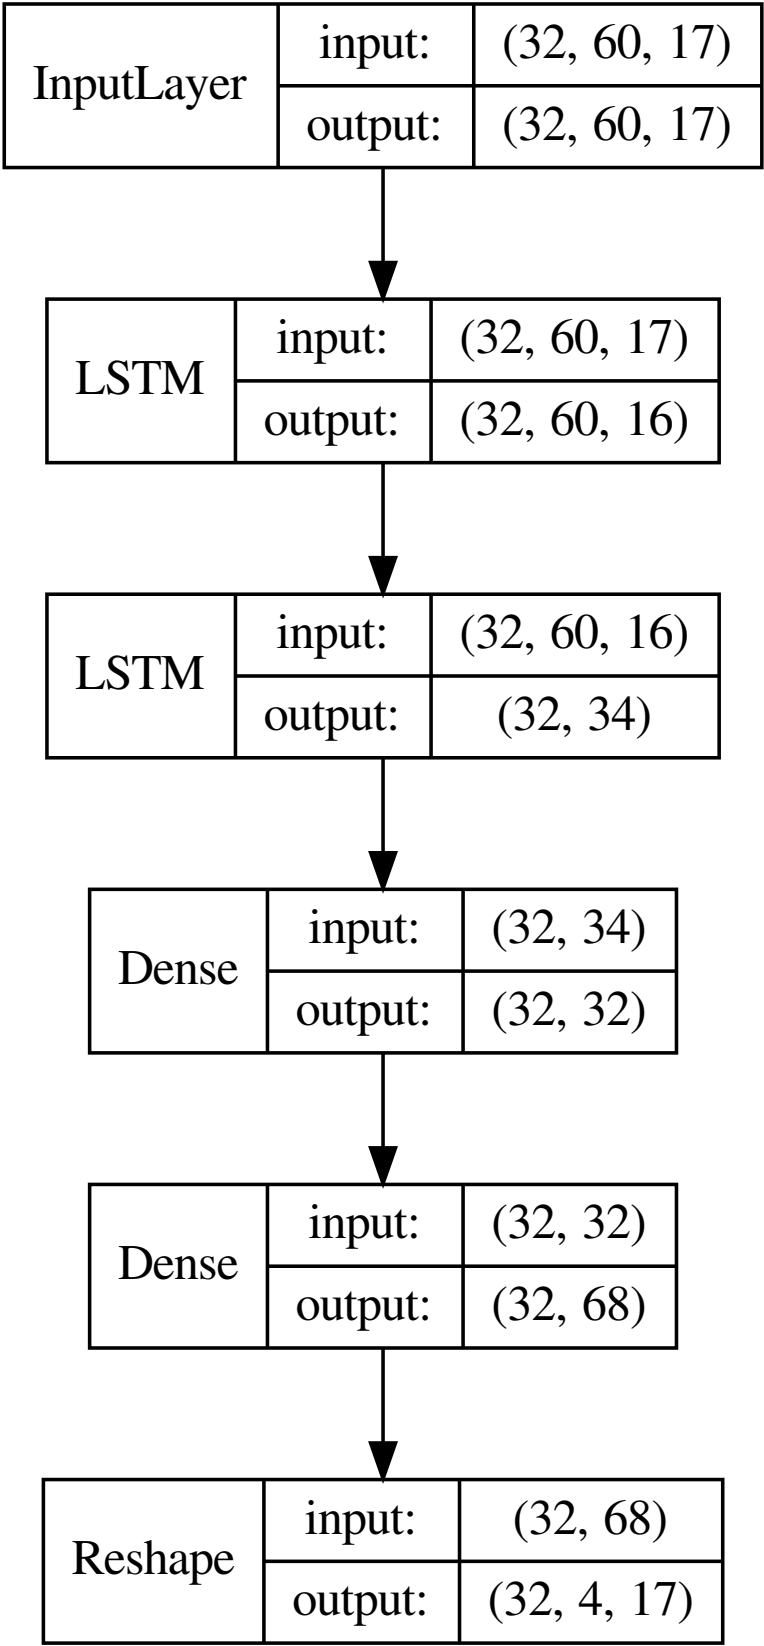 InputLayer
input: (32, 60, 17)
output: (32, 60, 17)
LSTM
input: (32, 60, 17)
output: (32, 60, 16)
LSTM
input: (32, 60, 16)
output: (32, 34)
Dense
input: (32, 34)
output: (32, 32)
Dense
input: (32, 32)
output: (32, 68)
Reshape
input: (32, 68)
output: (32, 4, 17)